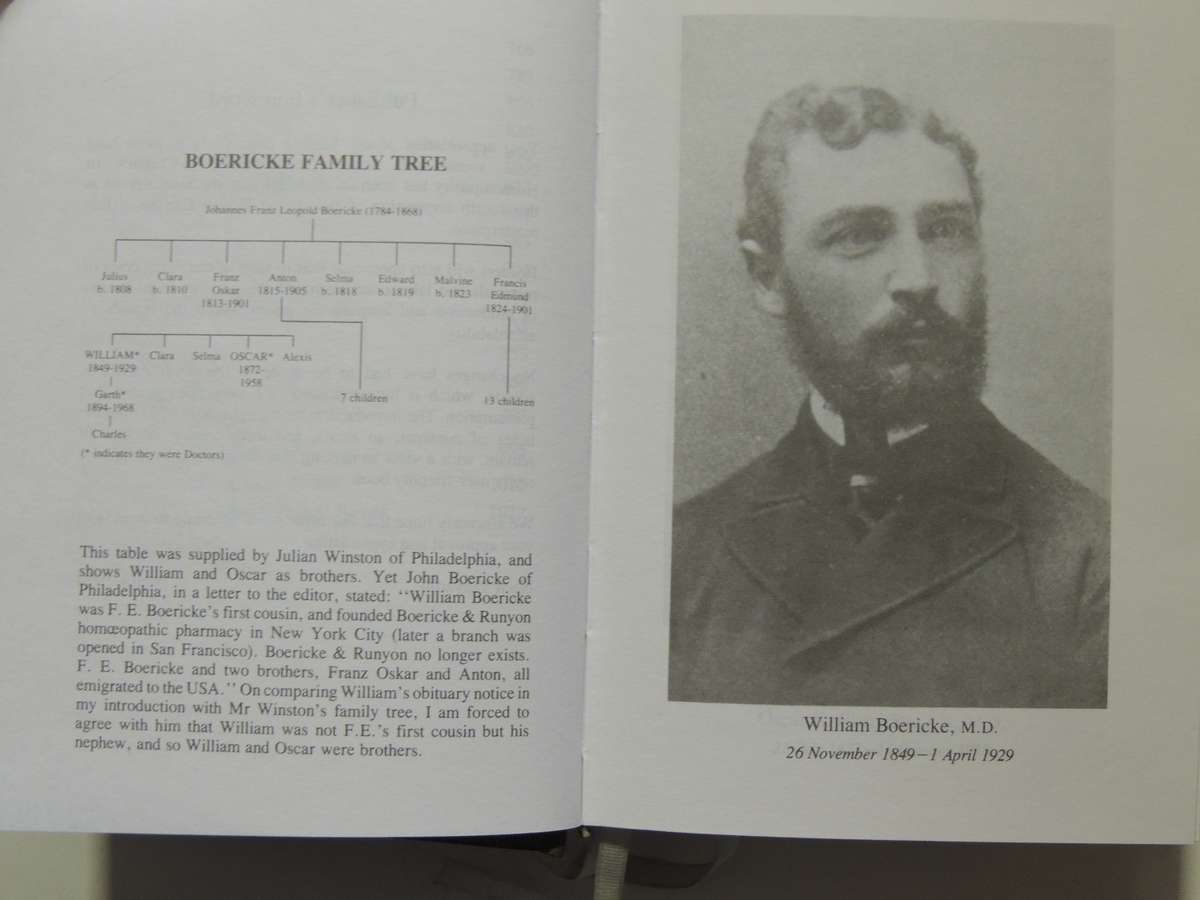 BOERICKE FAMILY TREE
Johannes Franz Leopold Boericke (1784-1868)
Julius Clara Franz Anton Selma Edward Malvine Francis
b. 1808 b. 1810 Oskar 1815-1905 b. 1818 b. 1819 b. 1823 Edmund
1813-1901 1824-1901
WILLIAM* Clara Selma OSCAR* Alexis
1849-1929 1872-
1958
Garth* 7 children 13 children
1894-1968
Charles
(* indicates they were Doctors)
This table was supplied by Julian Winston of Philadelphia, and
shows William and Oscar as brothers. Yet John Boericke of
Philadelphia, in a letter to the editor, stated: ‘‘William Boericke
was F. E. Boericke's first cousin, and founded Boericke & Runyon
homœopathic pharmacy in New York City (later a branch was
opened in San Francisco). Boericke & Runyon no longer exists.
F. E. Boericke and two brothers, Franz Oskar and Anton, all
emigrated to the USA.’’ On comparing William's obituary notice in
my introduction with Mr Winston's family tree, I am forced to
agree with him that William was not F.E.'s first cousin but his
nephew, and so William and Oscar were brothers.
William Boericke, M.D.
26 November 1849–1 April 1929